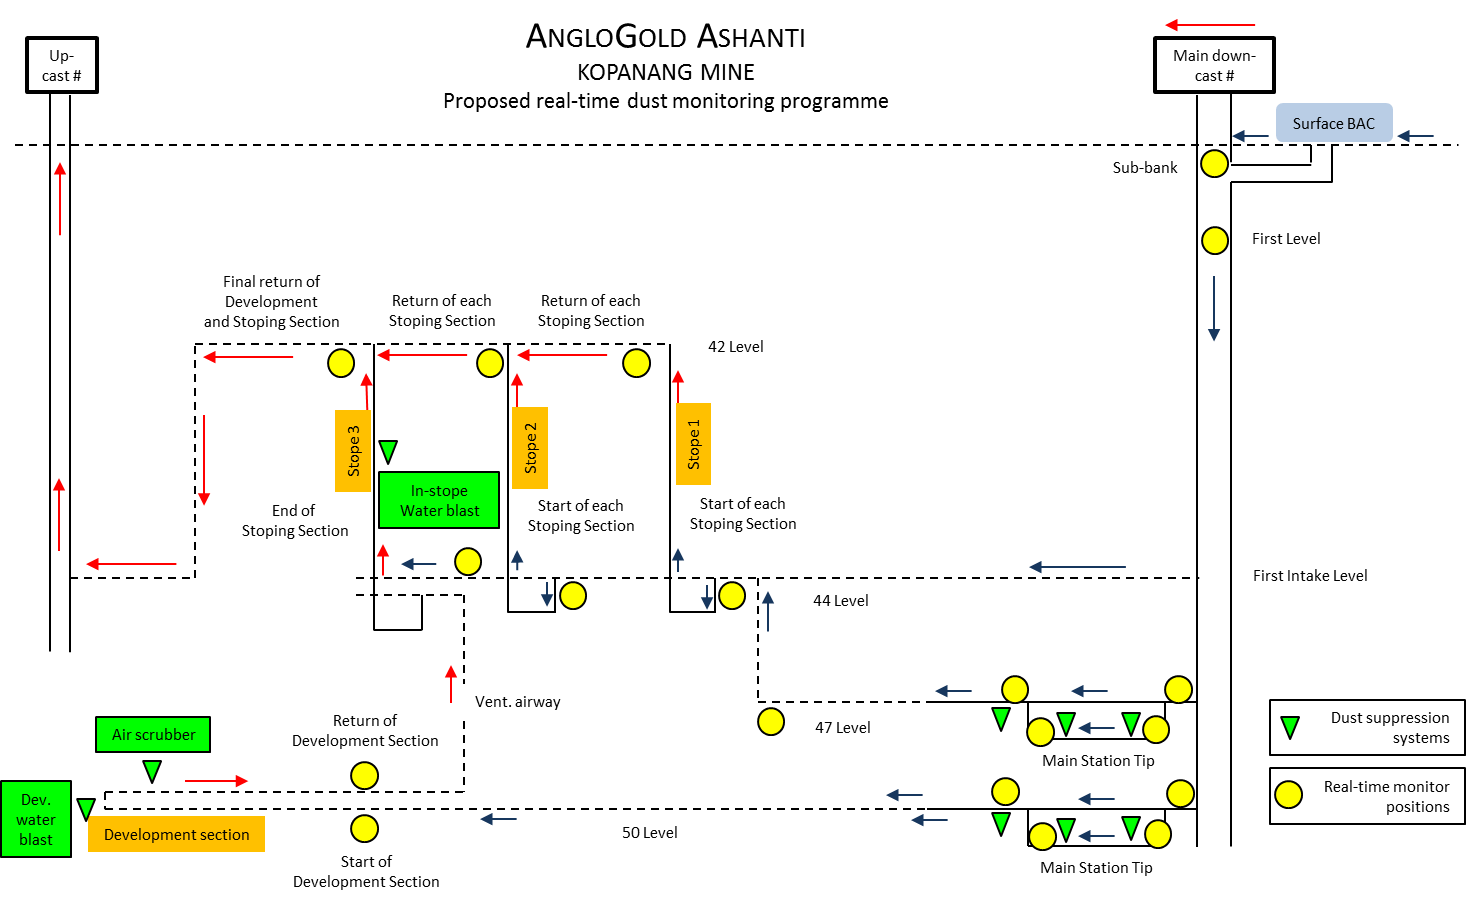 ANGLOGOLD ASHANTI
KOPANANG MINE
Proposed real-time dust monitoring programme
Up-
cast #
Main down-
cast #
Surface BAC
Sub-bank
First Level
Final return of
Development
and Stoping Section
Return of each
Stoping Section
Return of each
Stoping Section
42 Level
Stope 3
Stope 2
Stope 1
In-stope
Water blast
End of
Stoping Section
Start of each
Stoping Section
Start of each
Stoping Section
First Intake Level
44 Level
Vent. airway
47 Level
Main Station Tip
Dust suppression
systems
Real-time monitor
positions
Air scrubber
Return of
Development Section
Dev.
water
blast
Development section
50 Level
Start of
Development Section
Main Station Tip